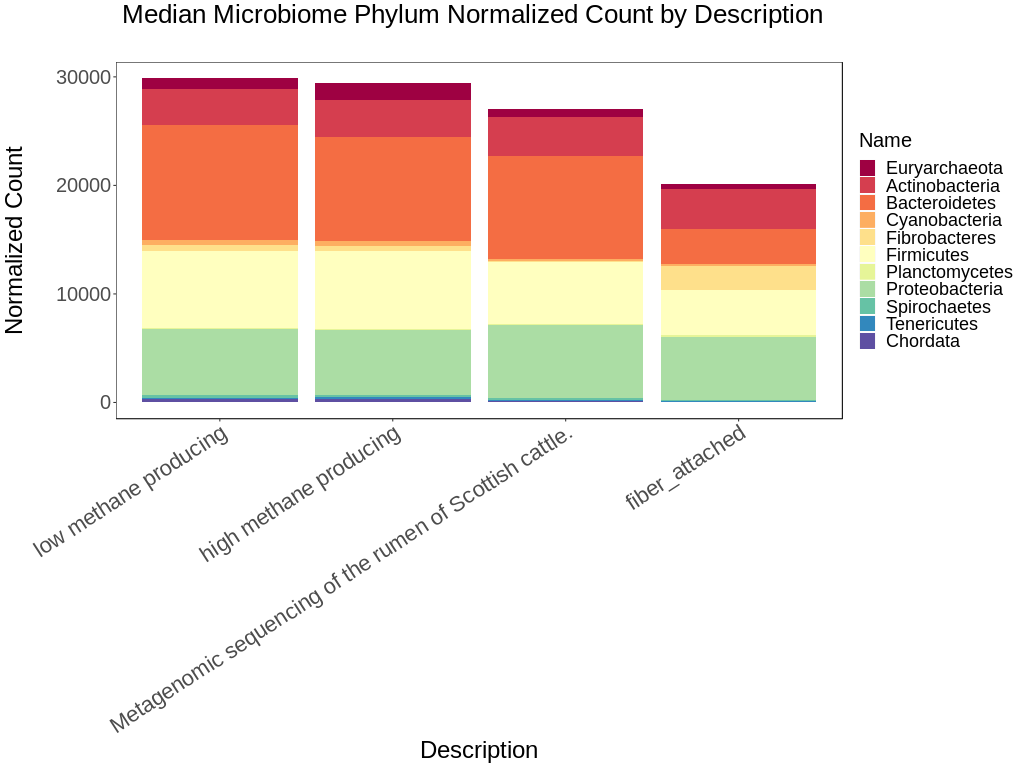 Median Microbiome Phylum Normalized Count by Description
Normalized Count
30000
20000
10000
0
low methane producing
high methane producing
Metagenomic sequencing of the rumen of Scottish cattle.
fiber_attached
Description
Name
Euryarchaeota
Actinobacteria
Bacteroidetes
Cyanobacteria
Fibrobacteres
Firmicutes
Planctomycetes
Proteobacteria
Spirochaetes
Tenericutes
Chordata